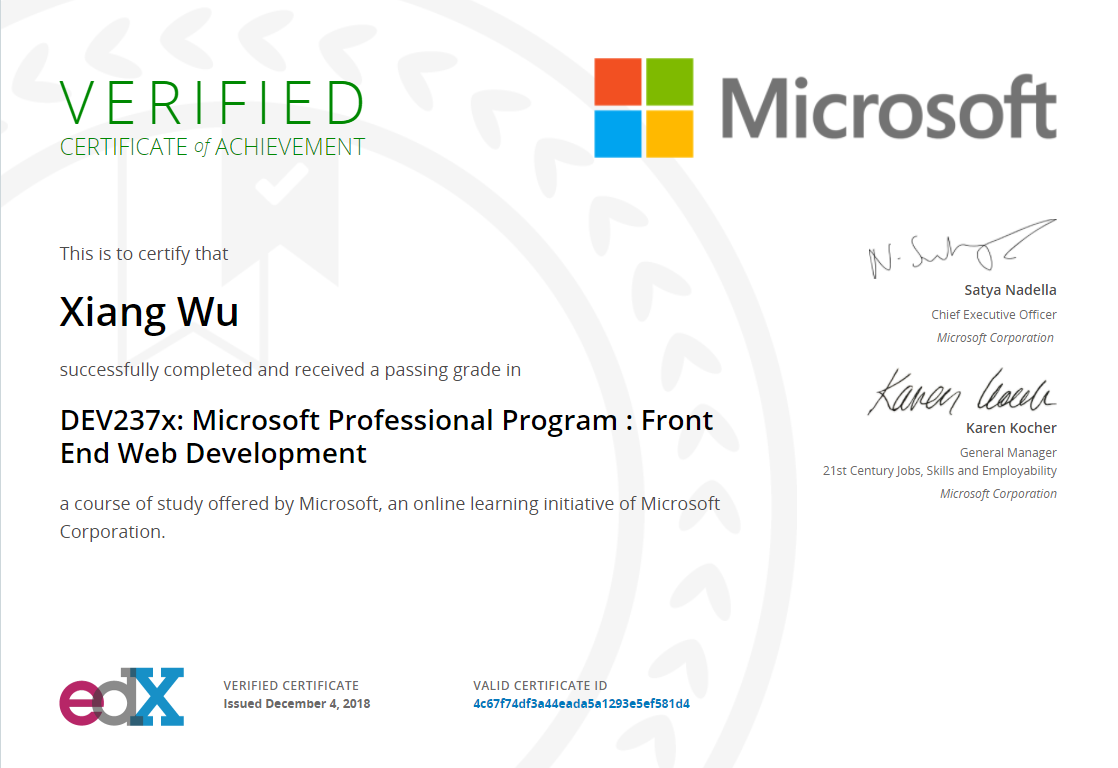 VERIFIED
CERTIFICATE of ACHIEVEMENT
Microsoft
This is to certify that
Xiang Wu
successfully completed and received a passing grade in
DEV237x: Microsoft Professional Program : Front
End Web Development
a course of study offered by Microsoft, an online learning initiative of Microsoft
Corporation.
Satya Nadella
Chief Executive Officer
Microsoft Corporation
Karen Kocher
Karen Kocher
General Manager
21st Century Jobs, Skills and Employability
Microsoft Corporation
edX
VERIFIED CERTIFICATE
Issued December 4, 2018
VALID CERTIFICATE ID
4c67f74df3a44eada5a1293e5ef581d4